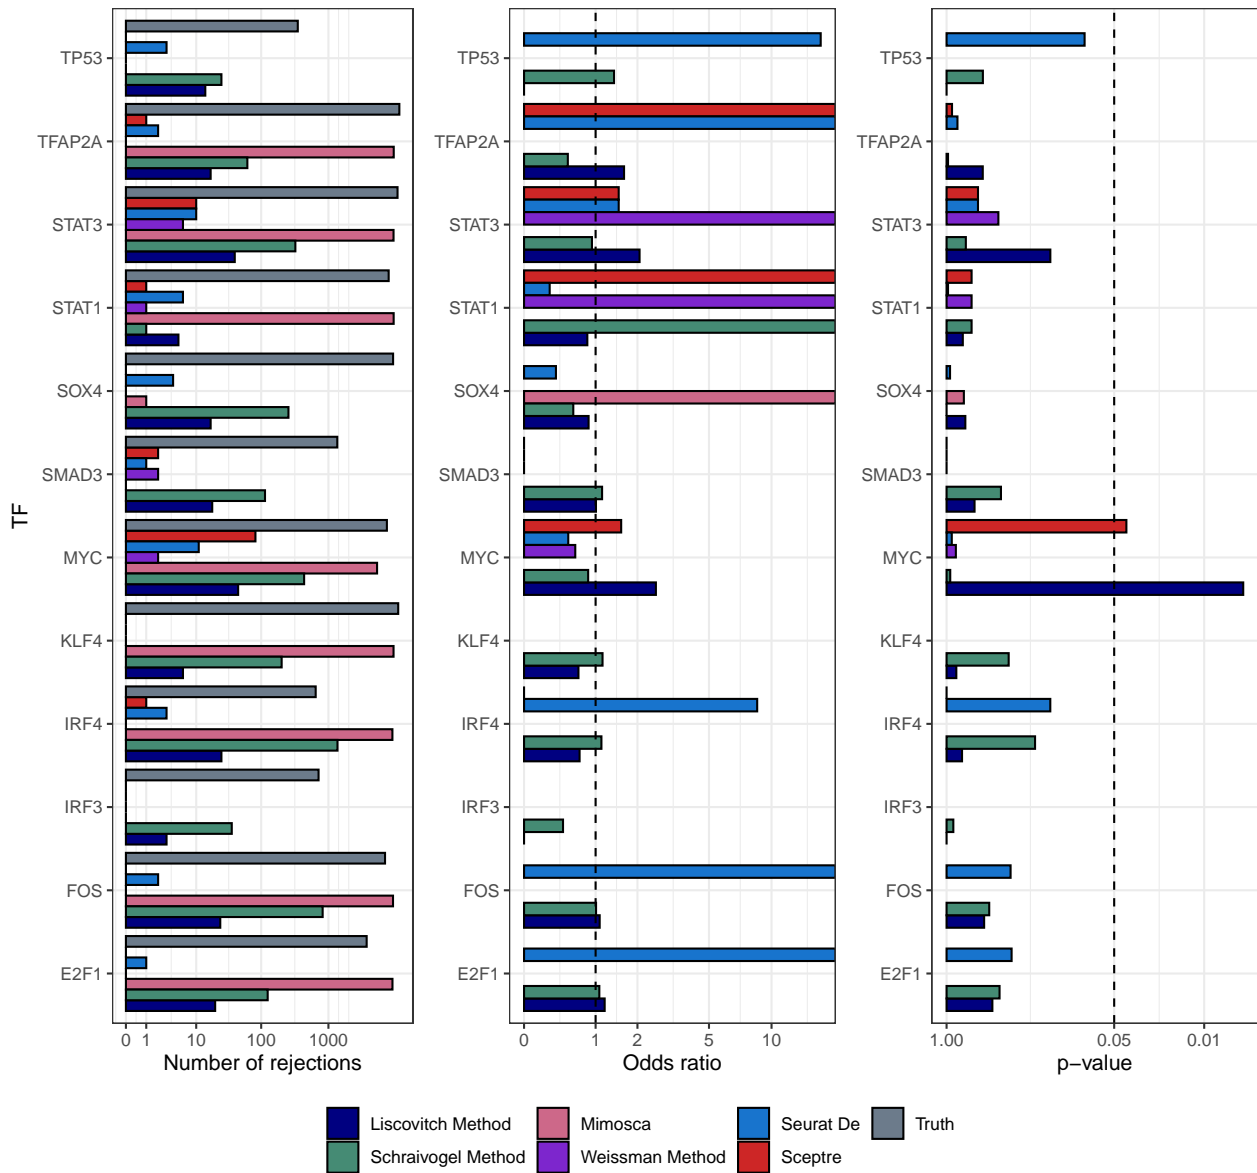 TF
TP53
TFAP2A
STAT3
STAT1
SOX4
SMAD3
MYC
KLF4
IRF4
IRF3
FOS
E2F1
0 1 10 100 1000
Number of rejections
TP53
TFAP2A
STAT3
STAT1
SOX4
SMAD3
MYC
KLF4
IRF4
IRF3
FOS
E2F1
0 1 2 5 10
Odds ratio
TP53
TFAP2A
STAT3
STAT1
SOX4
SMAD3
MYC
KLF4
IRF4
IRF3
FOS
E2F1
1.00 0.05 0.01
p−value
Liscovitch Method Mimosca Seurat De Truth
Schraivogel Method Weissman Method Sceptre